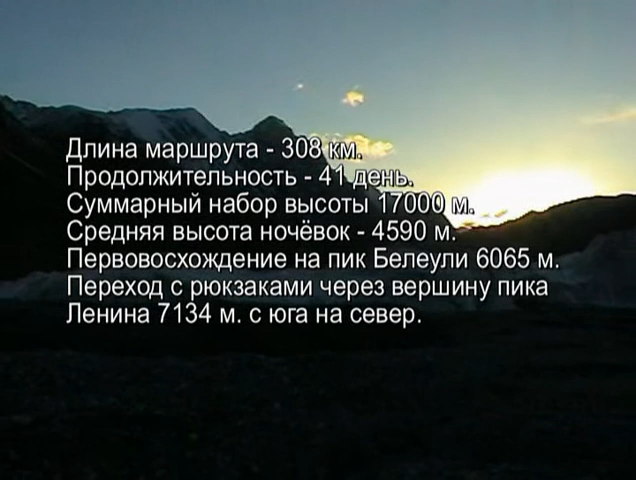 Длина маршрута - 308 км.
Продолжительность - 41 день.
Суммарный набор высоты 17000 м.
Средняя высота ночёвок - 4590 м.
Первовосхождение на пик Белеули 6065 м.
Переход с рюкзаками через вершину пика
Ленина 7134 м. с юга на север.